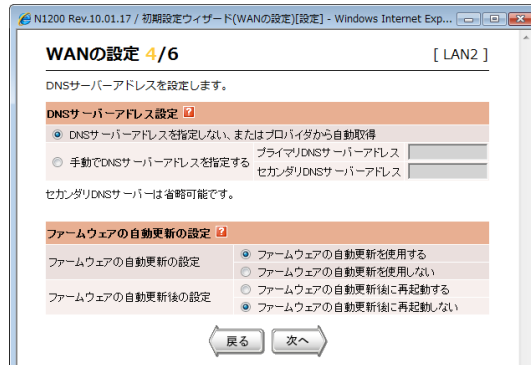 N1200 Rev.10.01.17 / 初期設定ウィザード(WANの設定)[設定] - Windows Internet Exp...
WANの設定 4/6
[ LAN2 ]
DNSサーバーアドレスを設定します。
DNSサーバーアドレス設定 ?
DNSサーバーアドレスを指定しない、またはプロバイダから自動取得
手動でDNSサーバーアドレスを指定する
プライマリDNSサーバーアドレス
セカンダリDNSサーバーアドレス
セカンダリDNSサーバーは省略可能です。
ファームウェアの自動更新の設定 ?
ファームウェアの自動更新の設定
ファームウェアの自動更新を使用する
ファームウェアの自動更新を使用しない
ファームウェアの自動更新後の設定
ファームウェアの自動更新後に再起動する
ファームウェアの自動更新後に再起動しない
戻る
次へ